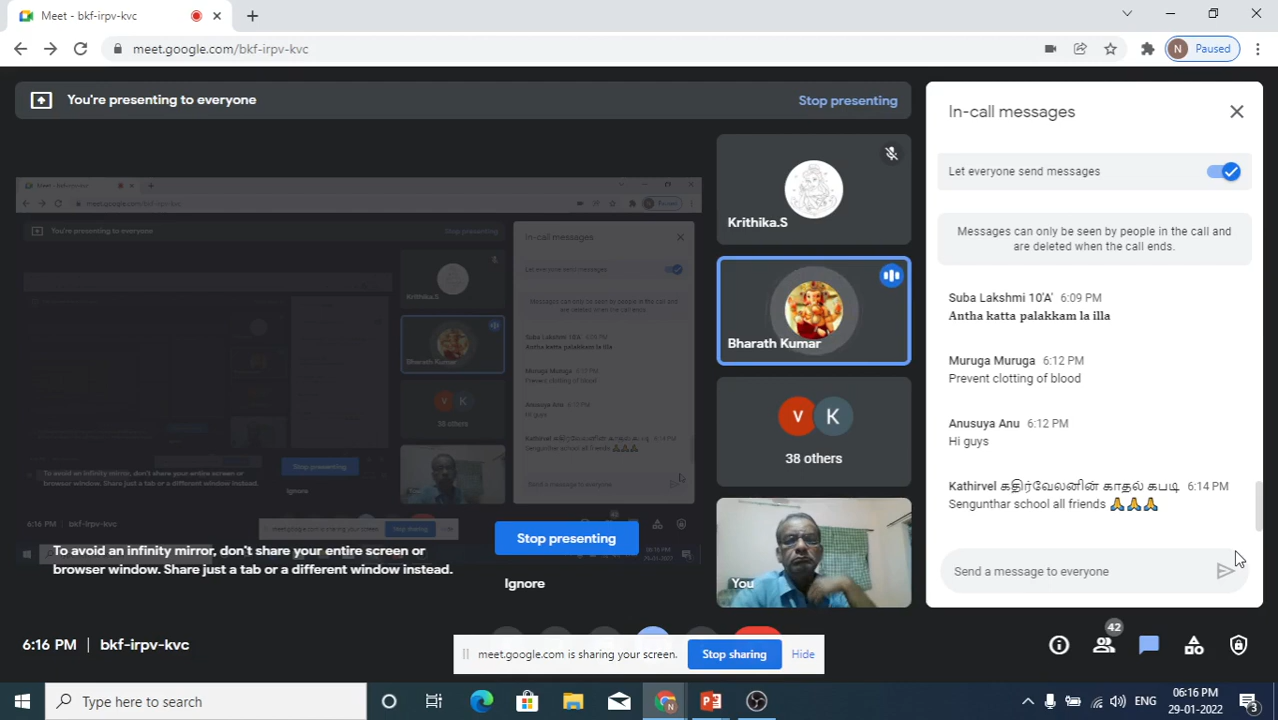 Meet - bkf-irpv-kvc
meet.google.com/bkf-irpv-kvc
N
Paused
You're presenting to everyone
Stop presenting
In-call messages
Let everyone send messages
Messages can only be seen by people in the call and
are deleted when the call ends.
Suba Lakshmi 10'A' 6:09 PM
Antha katta palakkam la illa
Muruga Muruga 6:12 PM
Prevent clotting of blood
Anusuya Anu 6:12 PM
Hi guys
Kathirvel கதிர்வேலனின் காதல் கபடி 6:14 PM
Sengunthar school all friends 🙏🙏🙏
Send a message to everyone
Krithika.S
Bharath Kumar
V K
38 others
You
Stop presenting
Ignore
To avoid an infinity mirror, don't share your entire screen or
browser window. Share just a tab or a different window instead.
6:16 PM | bkf-irpv-kvc
meet.google.com is sharing your screen.
Stop sharing
Hide
42
Type here to search
ENG
06:16 PM
29-01-2022
3